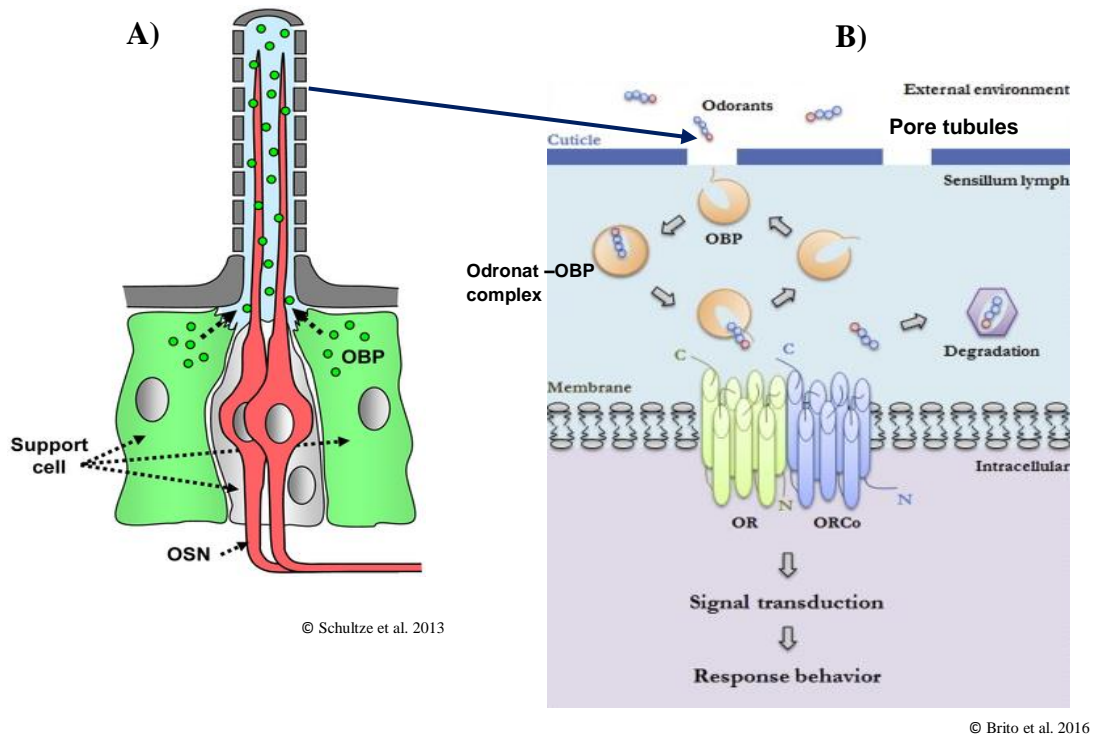 A)
OBP
Support
cell
OSN
© Schultze et al. 2013
B)
External environment
Odorants
Pore tubules
Cuticle
Sensillum lymph
OBP
Odronat –OBP
complex
Degradation
C
C
Membrane
Intracellular
N
N
OR
ORCo
Signal transduction
Response behavior
© Brito et al. 2016